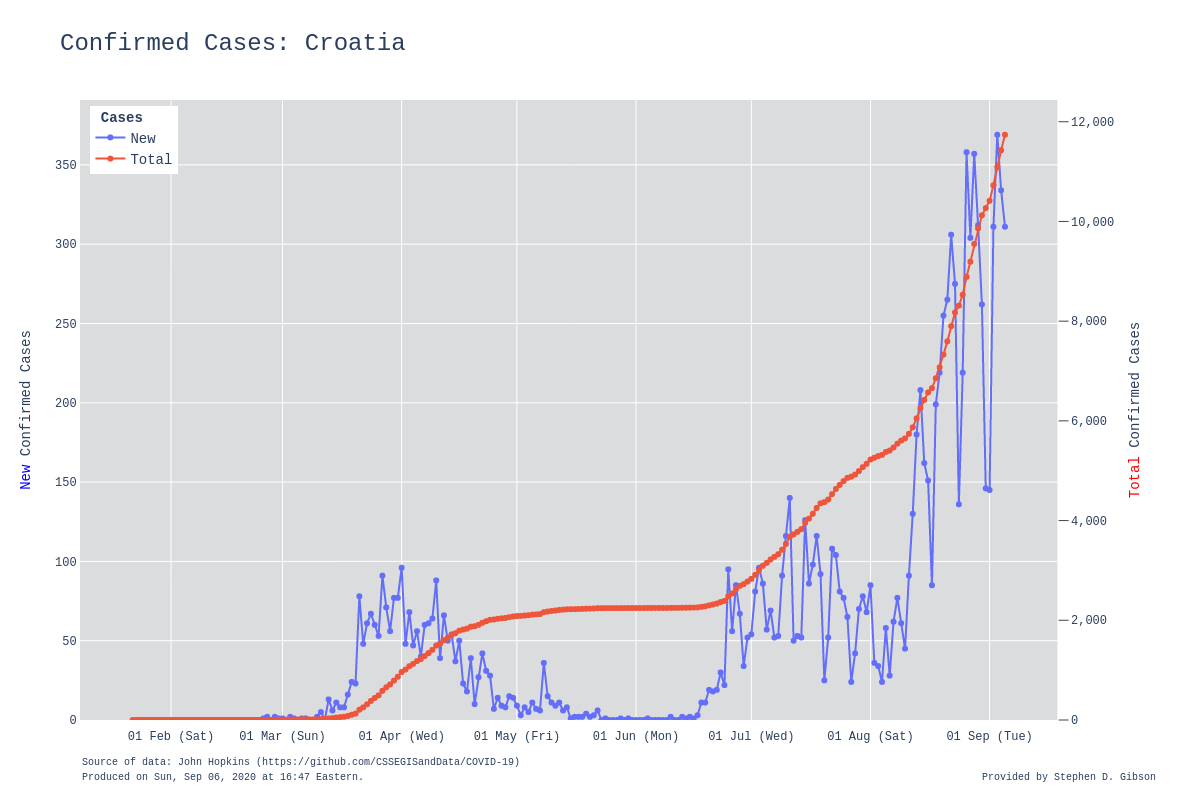 Confirmed Cases: Croatia
Cases
New
Total
350
300
250
200
150
100
50
0
12,000
10,000
8,000
6,000
4,000
2,000
0
New Confirmed Cases
Total Confirmed Cases
01 Feb (Sat)
01 Mar (Sun)
01 Apr (Wed)
01 May (Fri)
01 Jun (Mon)
01 Jul (Wed)
01 Aug (Sat)
01 Sep (Tue)
Source of data: John Hopkins (https://github.com/CSSEGISandData/COVID-19)
Produced on Sun, Sep 06, 2020 at 16:47 Eastern.
Provided by Stephen D. Gibson